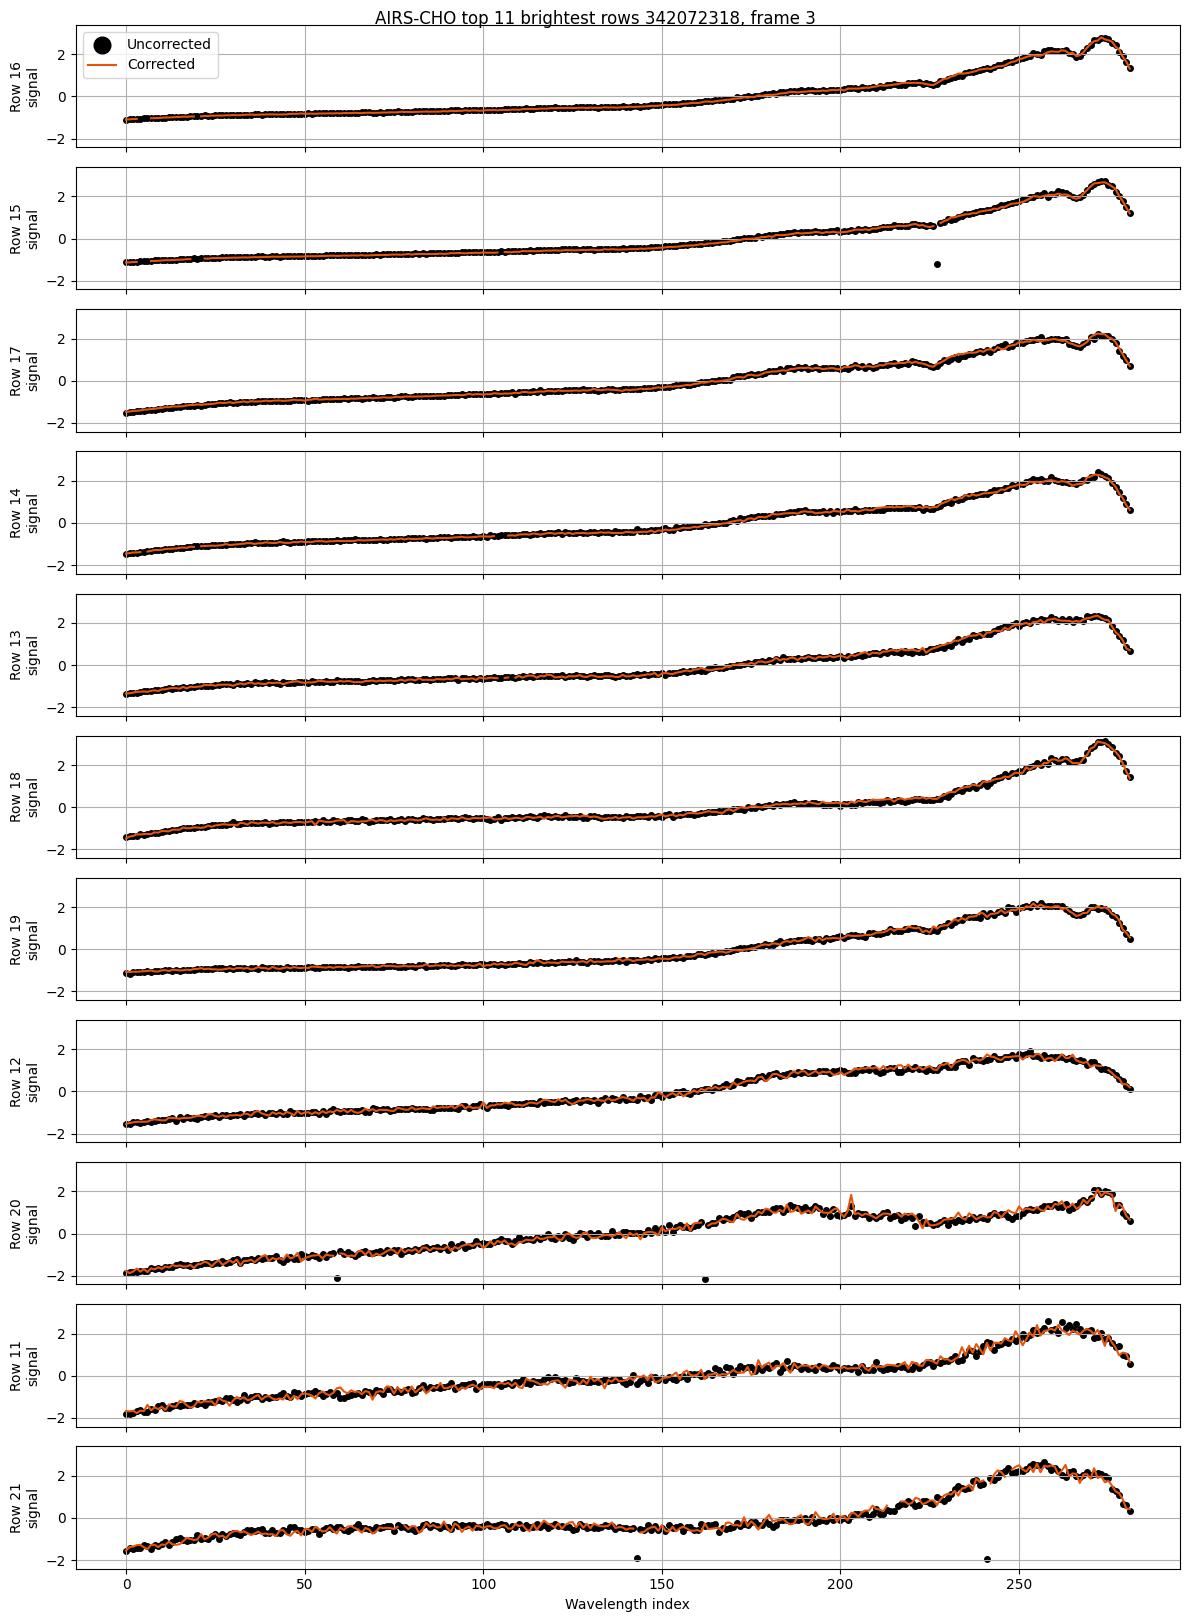 AIRS-CHO top 11 brightest rows 342072318, frame 3
Uncorrected
Corrected
Row 16
signal
2
0
−2
Row 15
signal
2
0
−2
Row 17
signal
2
0
−2
Row 14
signal
2
0
−2
Row 13
signal
2
0
−2
Row 18
signal
2
0
−2
Row 19
signal
2
0
−2
Row 12
signal
2
0
−2
Row 20
signal
2
0
−2
Row 11
signal
2
0
−2
Row 21
signal
2
0
−2
0 50 100 150 200 250
Wavelength index